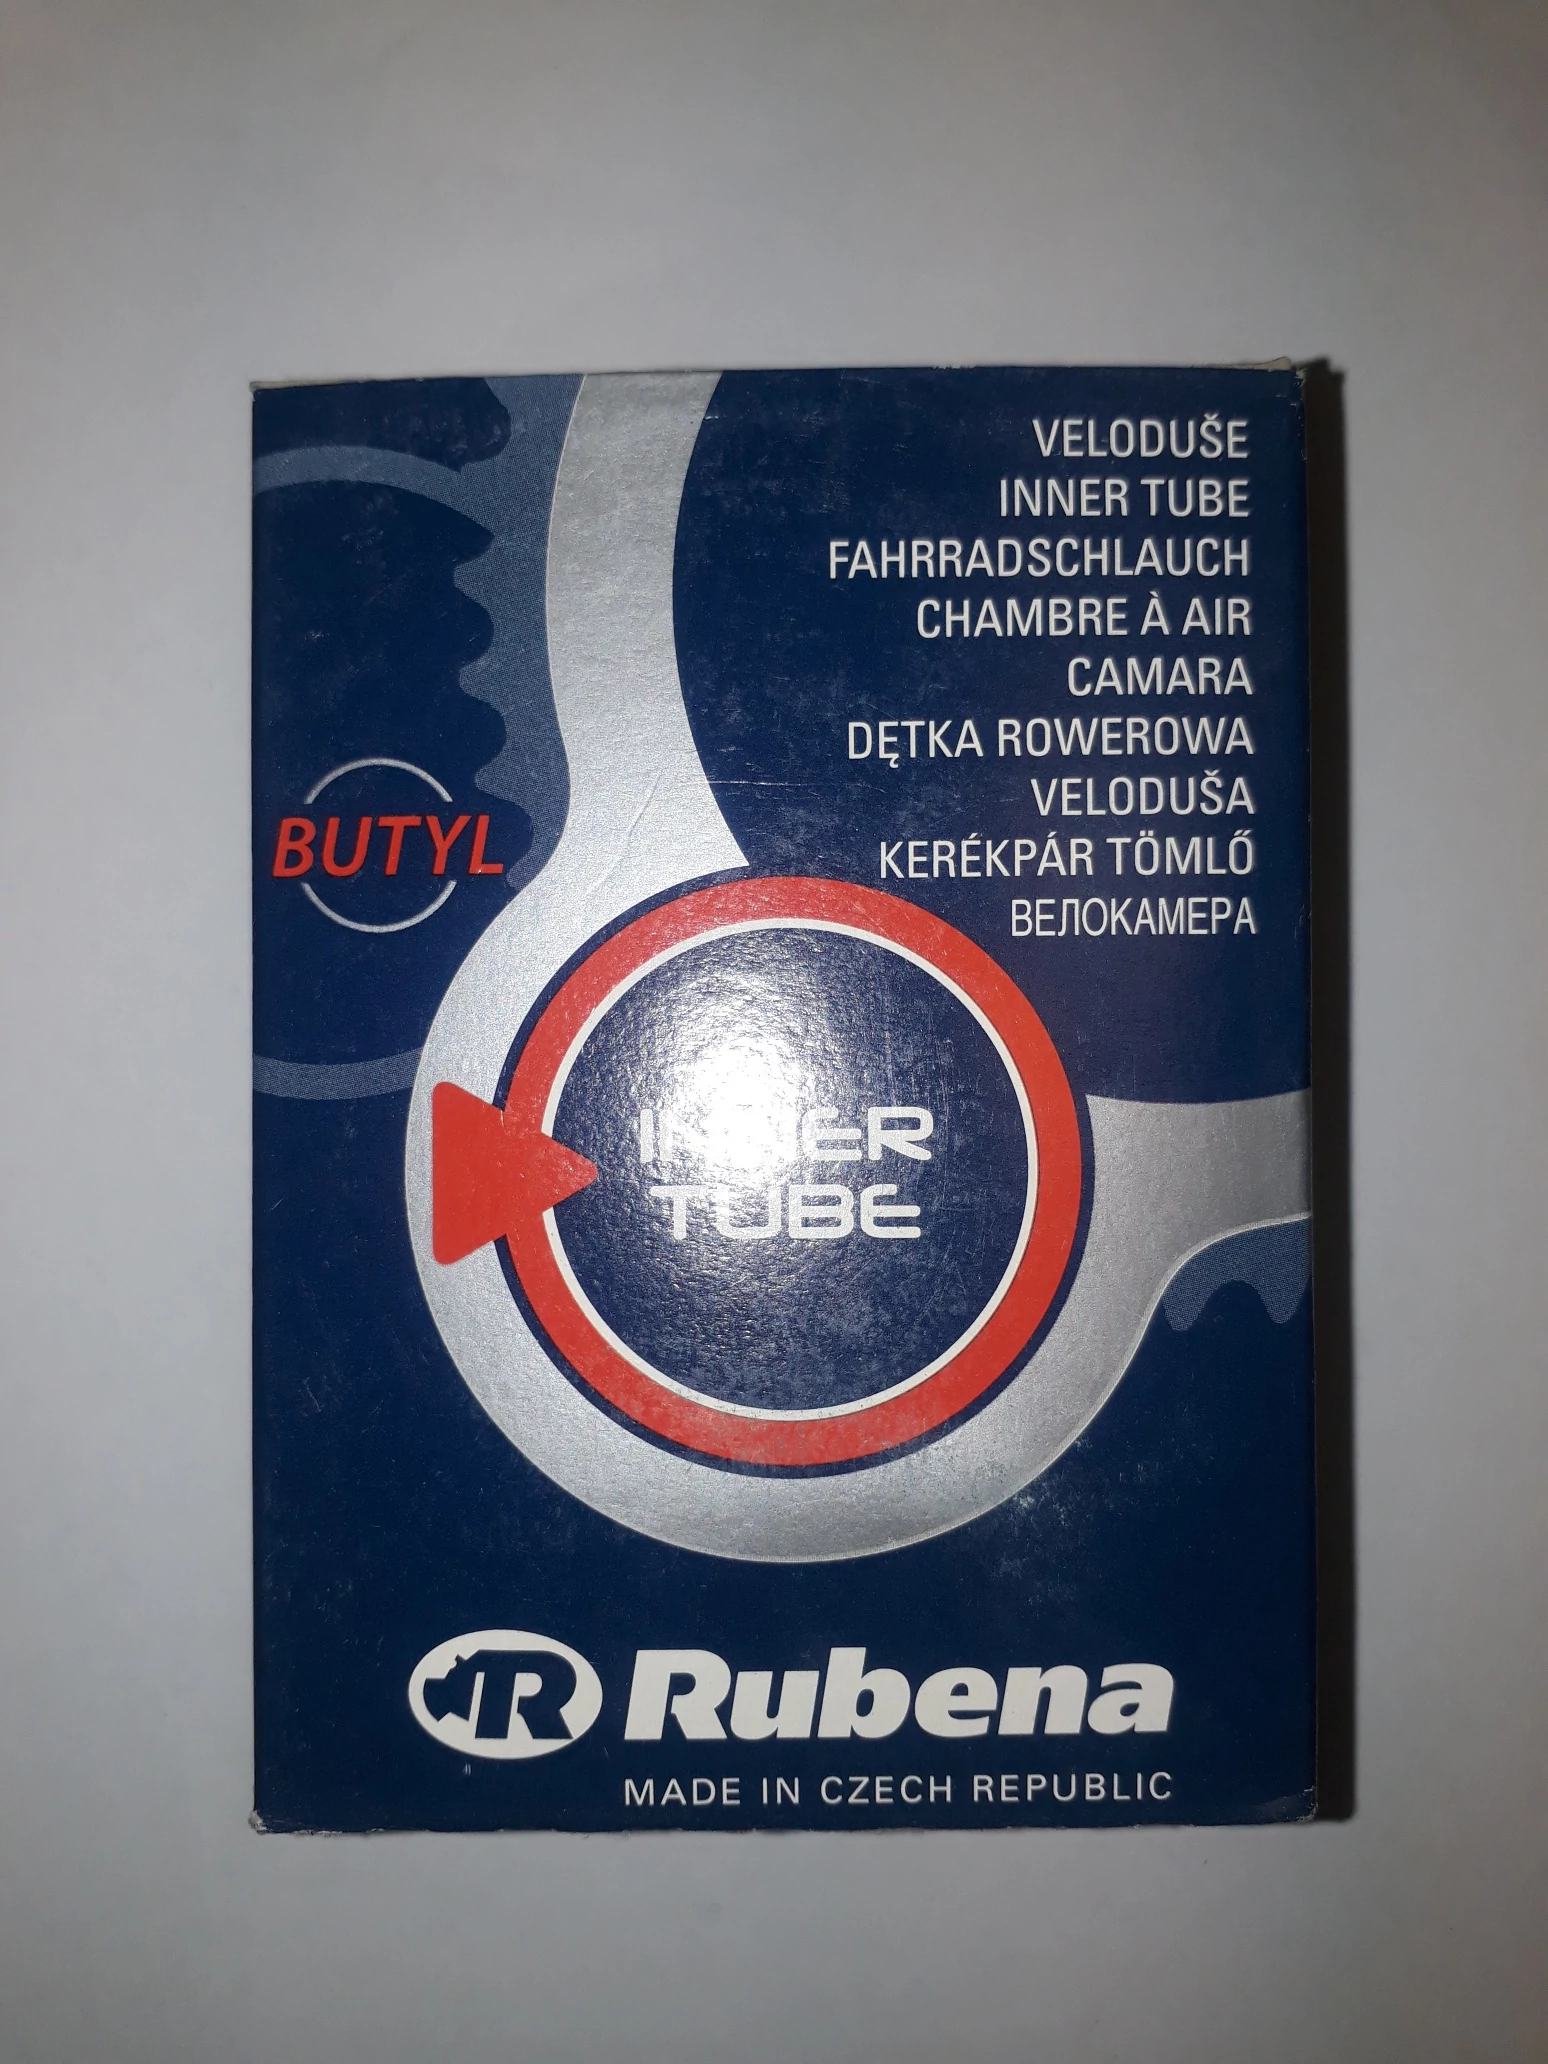 VELODUŠE
INNER TUBE
FAHRRADSCHLAUCH
CHAMBRE À AIR
CAMARA
DĘTKA ROWEROWA
VELODUŠA
KERÉKPÁR TÖMLŐ
ВЕЛОКАМЕРА
BUTYL
INNER
TUBE
R Rubena
MADE IN CZECH REPUBLIC